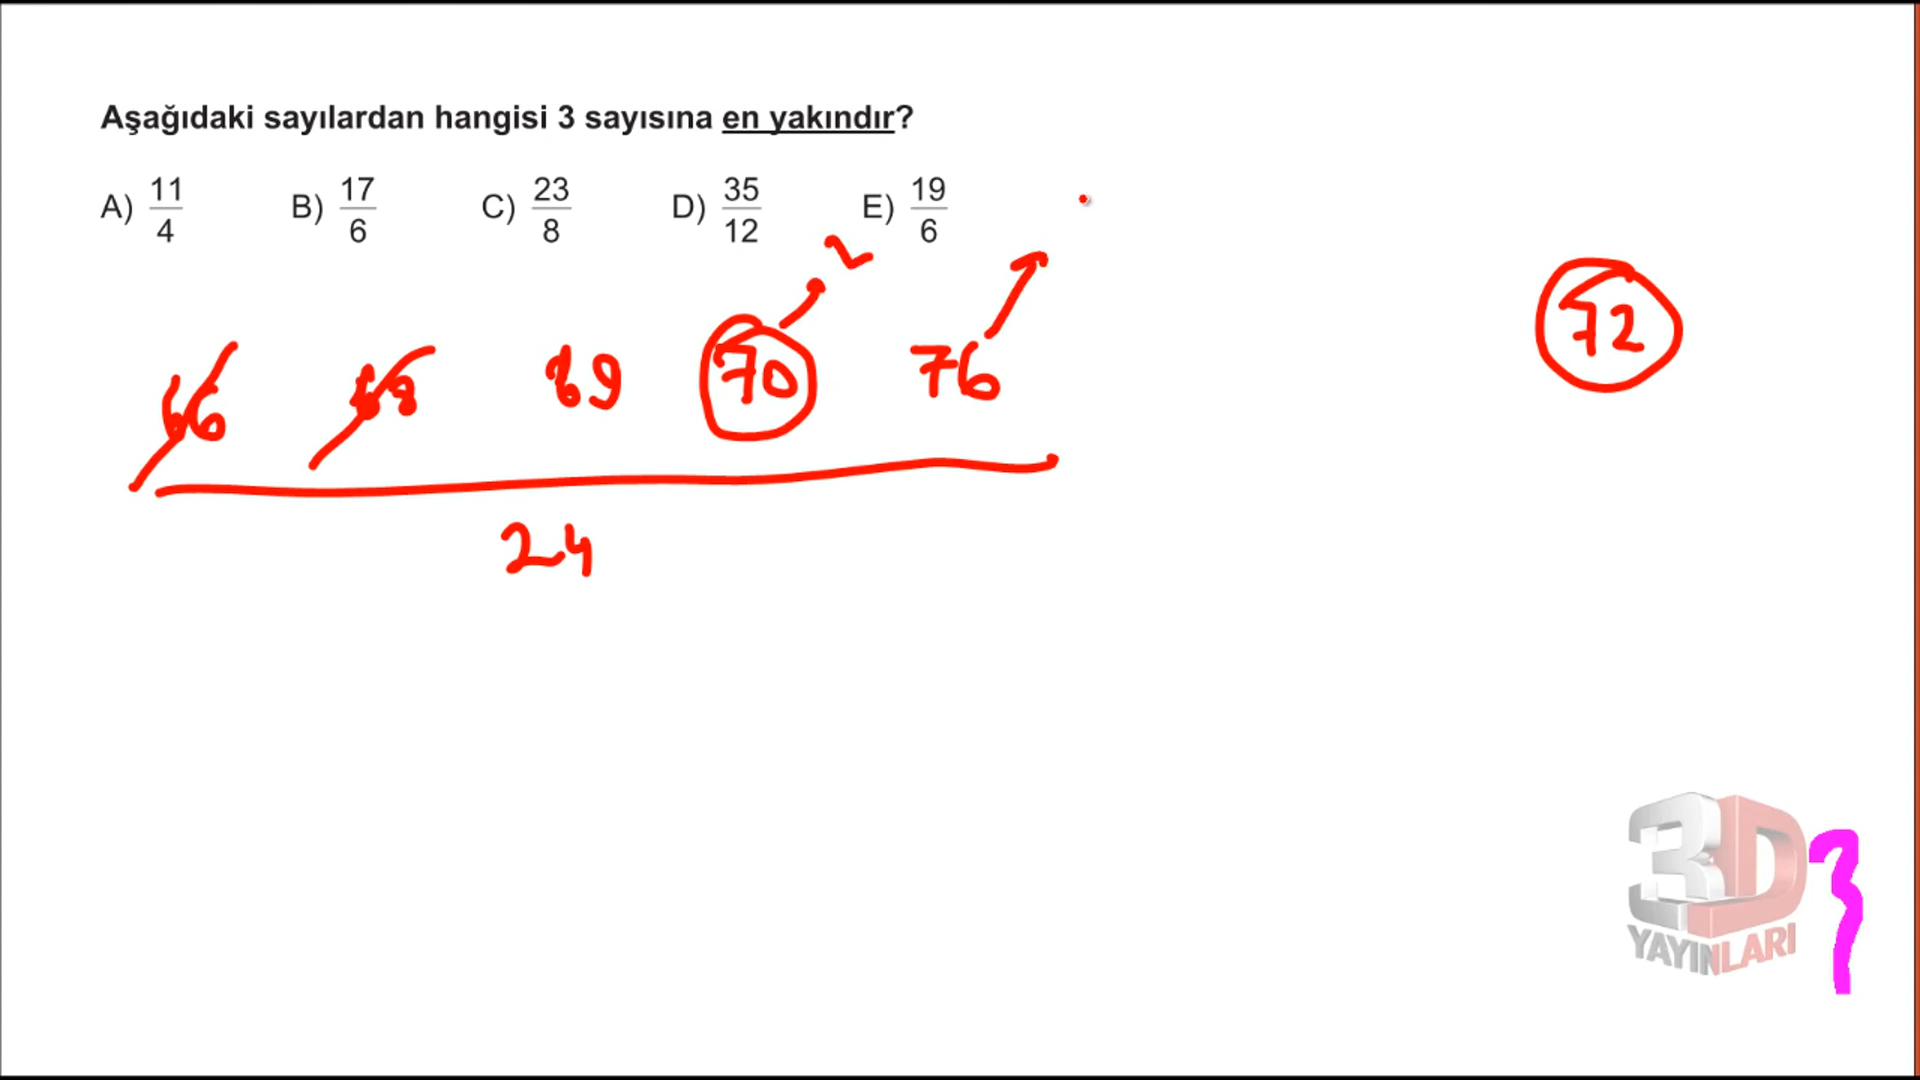 Aşağıdaki sayılardan hangisi 3 sayısına en yakındır?
A) 11/4 B) 17/6 C) 23/8 D) 35/12 E) 19/6
2
72
66 68 69 70 76
24
3D
YAYINLARI